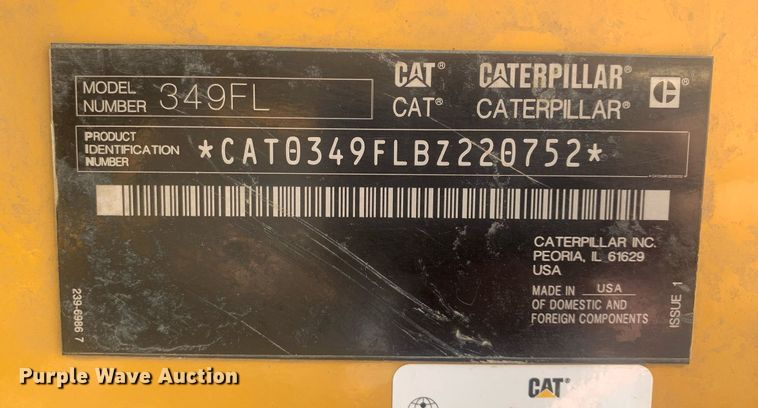 MODEL NUMBER 349FL
CAT® CATERPILLAR®
CAT® CATERPILLAR®
PRODUCT IDENTIFICATION NUMBER *CAT0349FLBZ220752*
CATERPILLAR INC.
PEORIA, IL 61629
USA
MADE IN USA
OF DOMESTIC AND
FOREIGN COMPONENTS
ISSUE 1
239-6986 7
Purple Wave Auction
CAT®